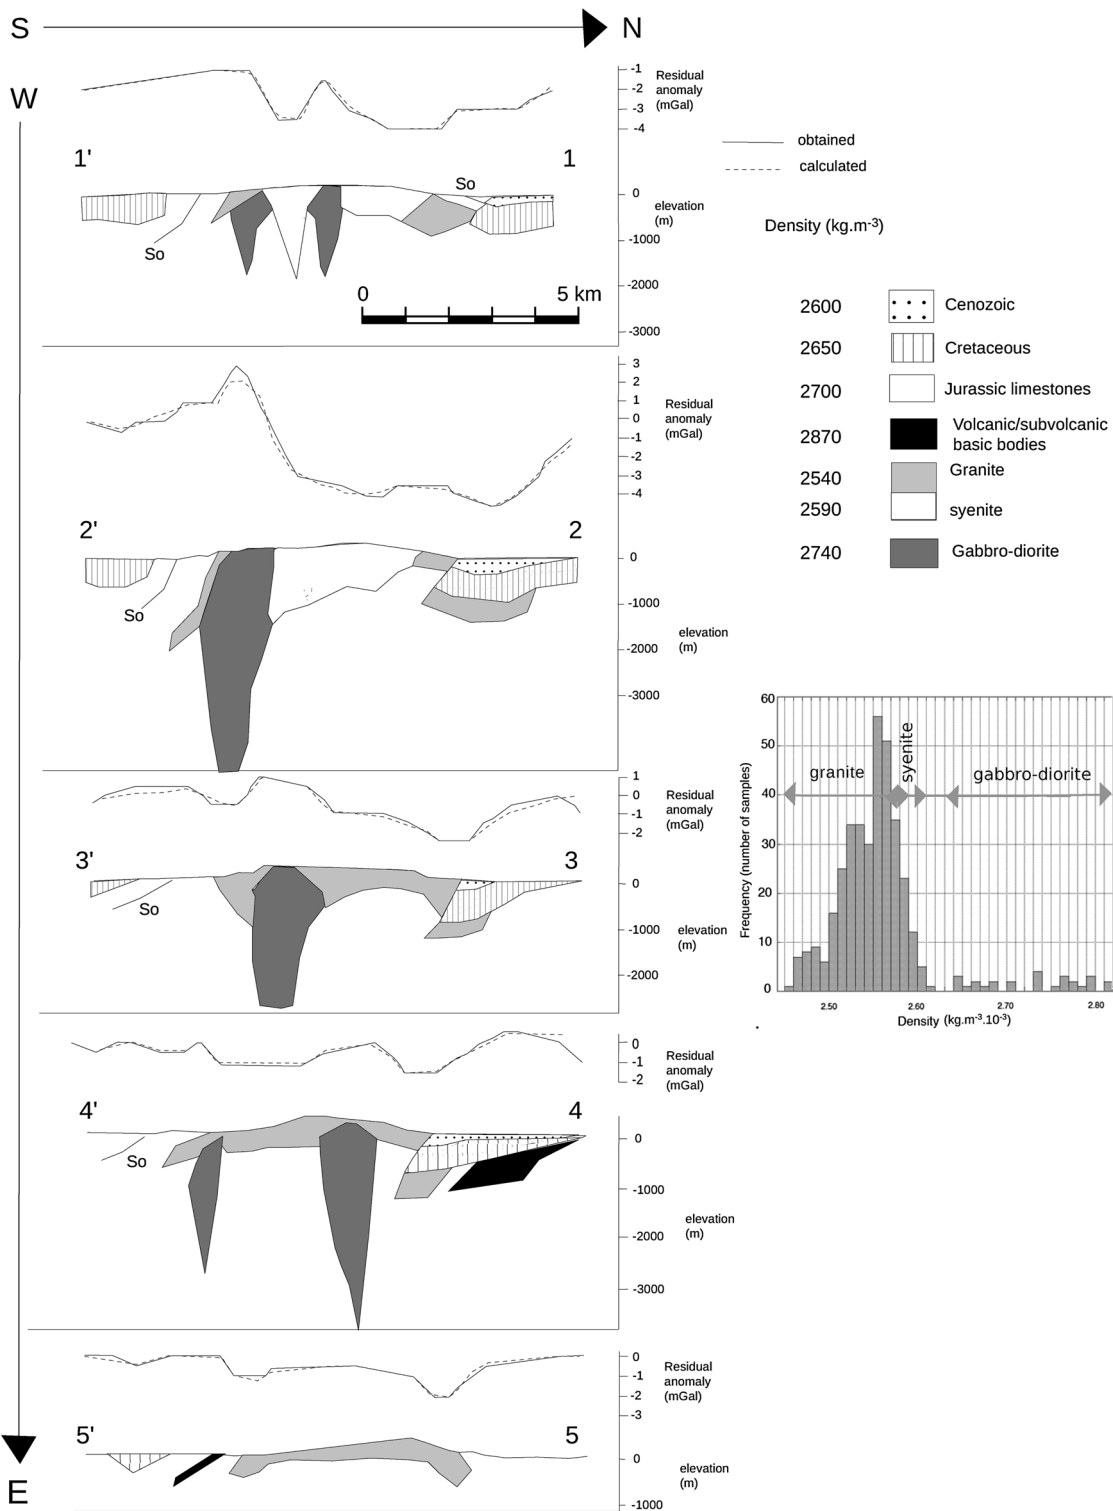 S
N
W
-1
-2
-3
-4
Residual
anomaly
(mGal)
obtained
calculated
1'
1
So
So
0
-1000
-2000
-3000
elevation
(m)
0
5 km
Density (kg.m-3)
2600
Cenozoic
2650
Cretaceous
2700
Jurassic limestones
2870
Volcanic/subvolcanic
basic bodies
2540
Granite
2590
syenite
2740
Gabbro-diorite
3
2
1
0
-1
-2
-3
-4
Residual
anomaly
(mGal)
2'
2
So
0
-1000
-2000
-3000
elevation
(m)
1
0
-1
-2
Residual
anomaly
(mGal)
3'
3
So
0
-1000
-2000
elevation
(m)
60
50
40
30
20
10
0
Frequency (number of samples)
granite
syenite
gabbro-diorite
2.50
2.60
2.70
2.80
Density (kg.m-3.10-3)
0
-1
-2
Residual
anomaly
(mGal)
4'
4
So
0
-1000
-2000
-3000
elevation
(m)
0
-1
-2
-3
Residual
anomaly
(mGal)
5'
5
0
-1000
elevation
(m)
E